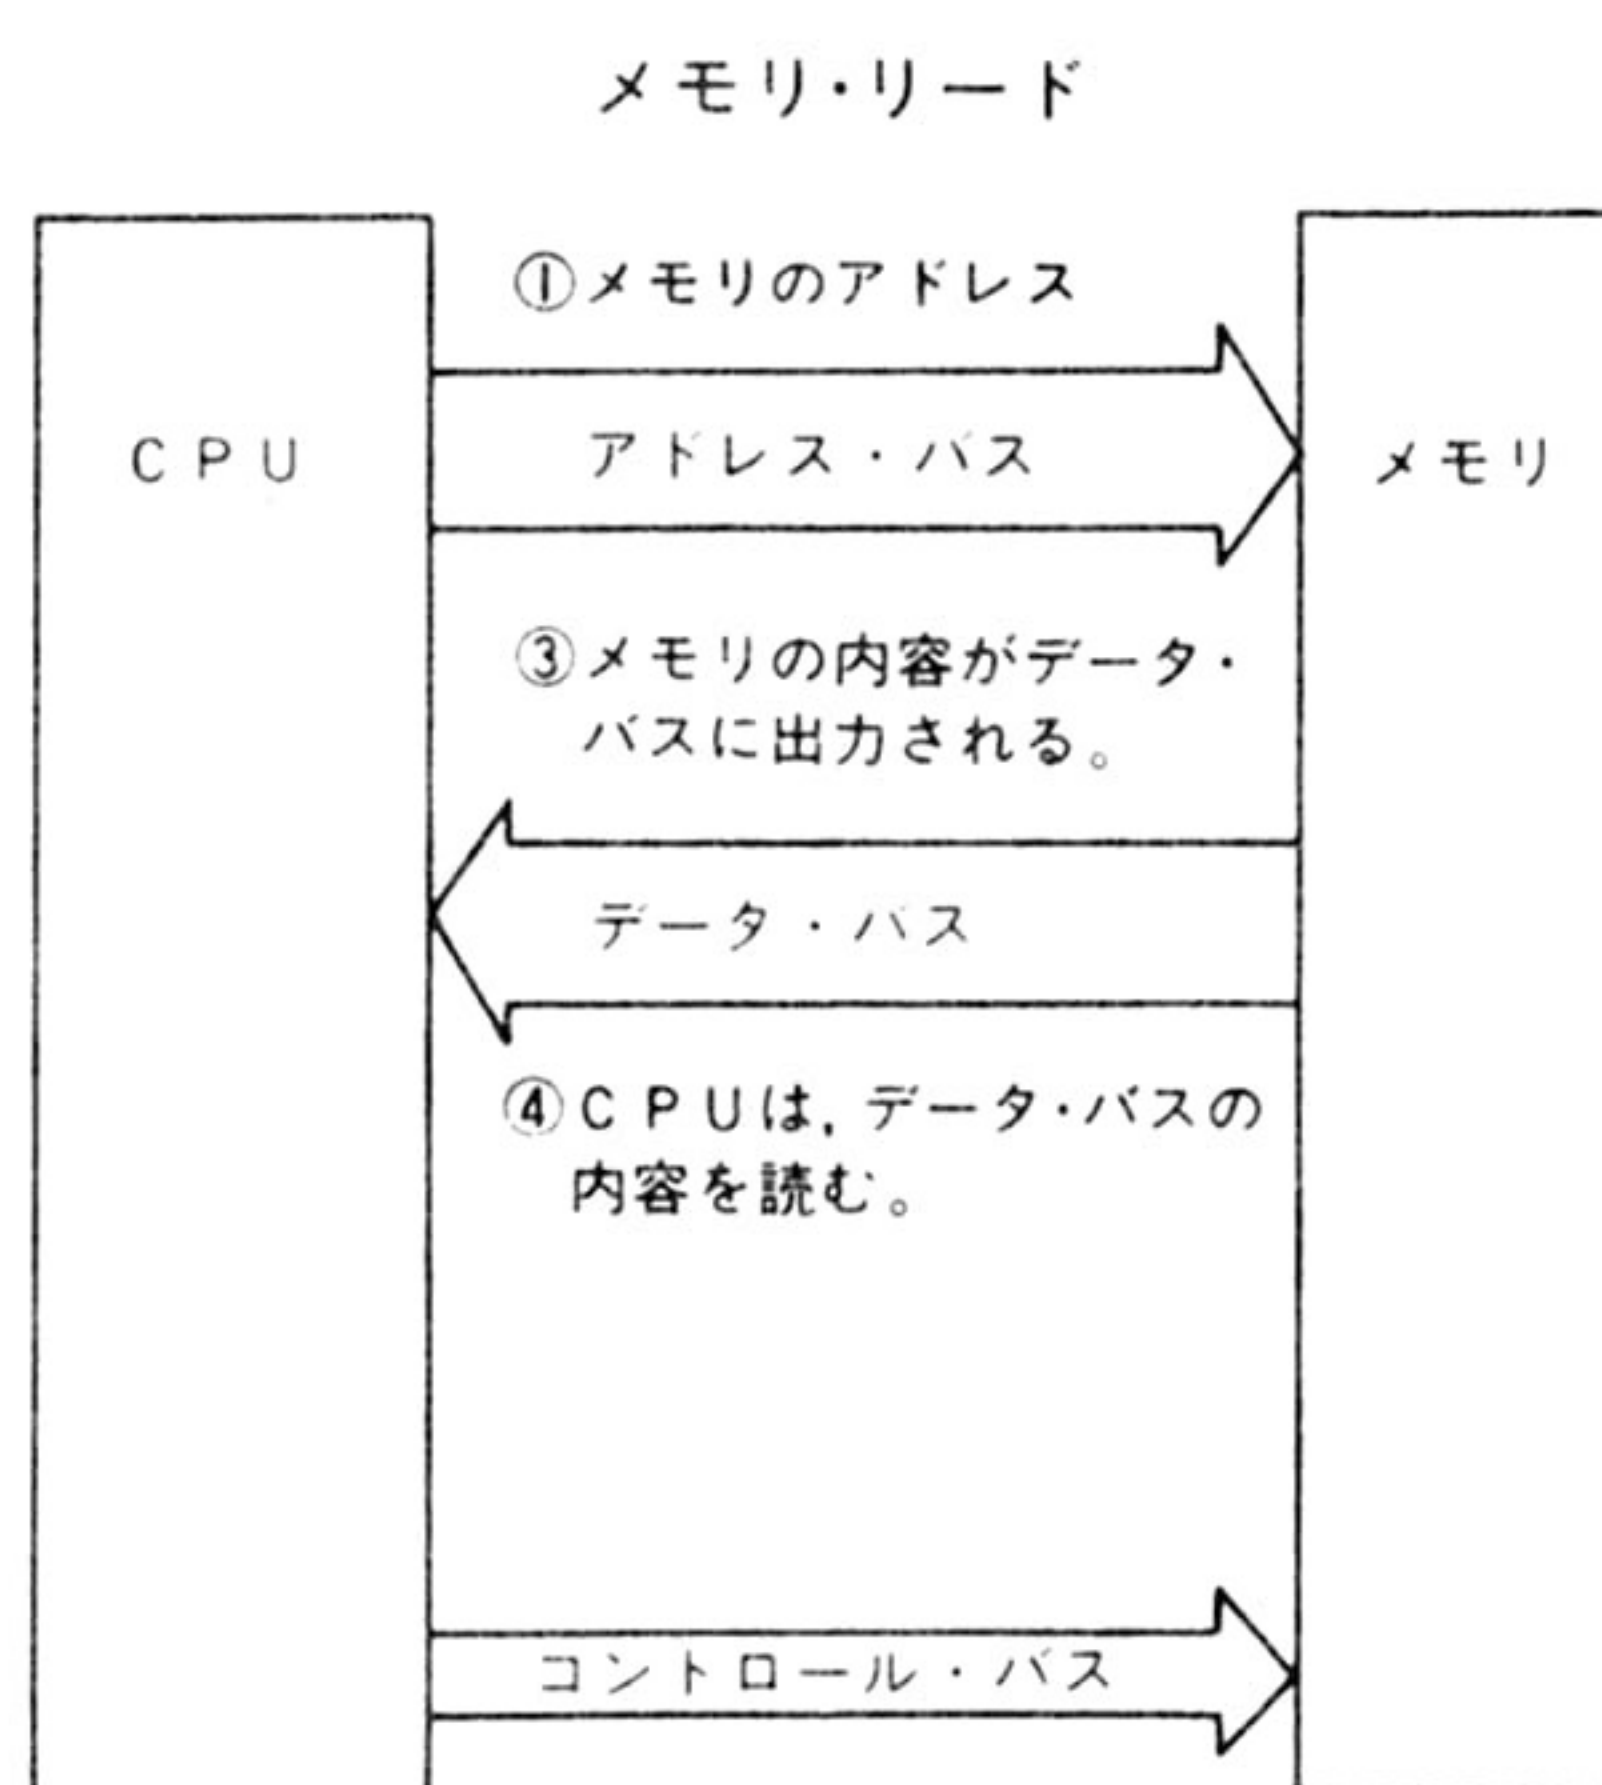 メモリ・リード
①メモリのアドレス
CPU
アドレス・バス
メモリ
③メモリの内容がデータ・
バスに出力される。
データ・バス
④CPUは,データ・バスの
内容を読む。
コントロール・バス